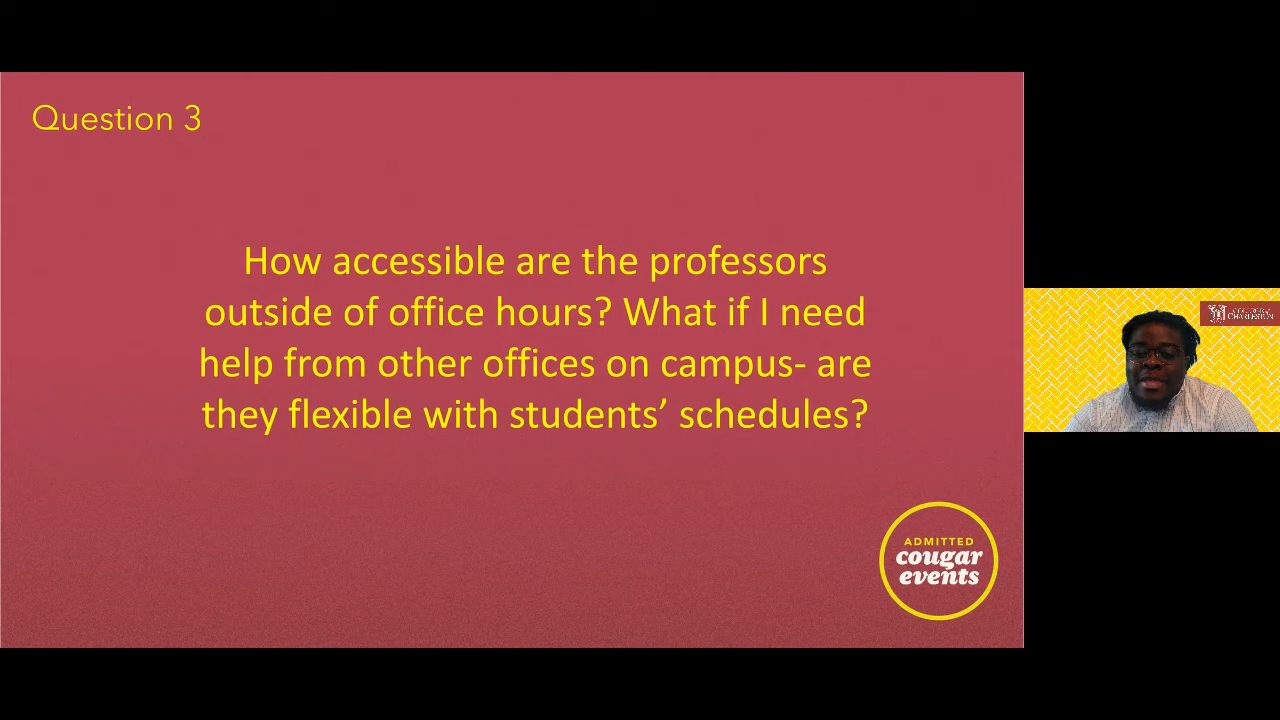 Question 3
How accessible are the professors
outside of office hours? What if I need
help from other offices on campus- are
they flexible with students’ schedules?
ADMITTED
cougar
events
CHARLESTON